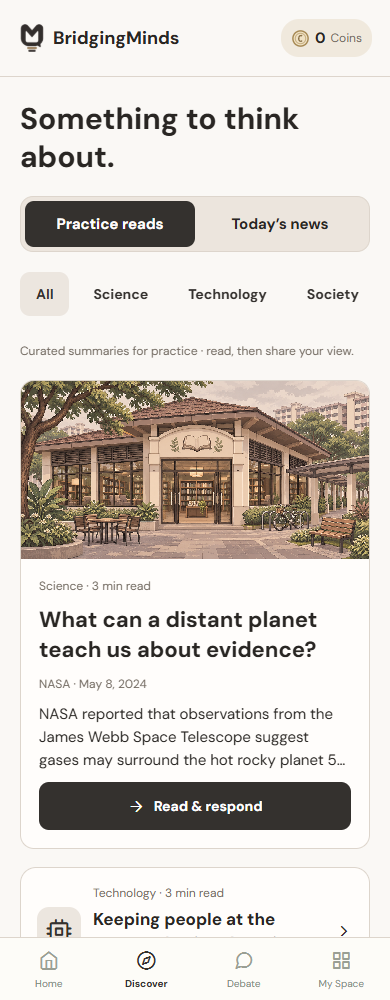 BridgingMinds
0 Coins
Something to think
about.
Practice reads
Today's news
All
Science
Technology
Society
Curated summaries for practice · read, then share your view.
Science · 3 min read
What can a distant planet
teach us about evidence?
NASA · May 8, 2024
NASA reported that observations from the
James Webb Space Telescope suggest
gases may surround the hot rocky planet 5…
→ Read & respond
Technology · 3 min read
Keeping people at the
Home
Discover
Debate
My Space